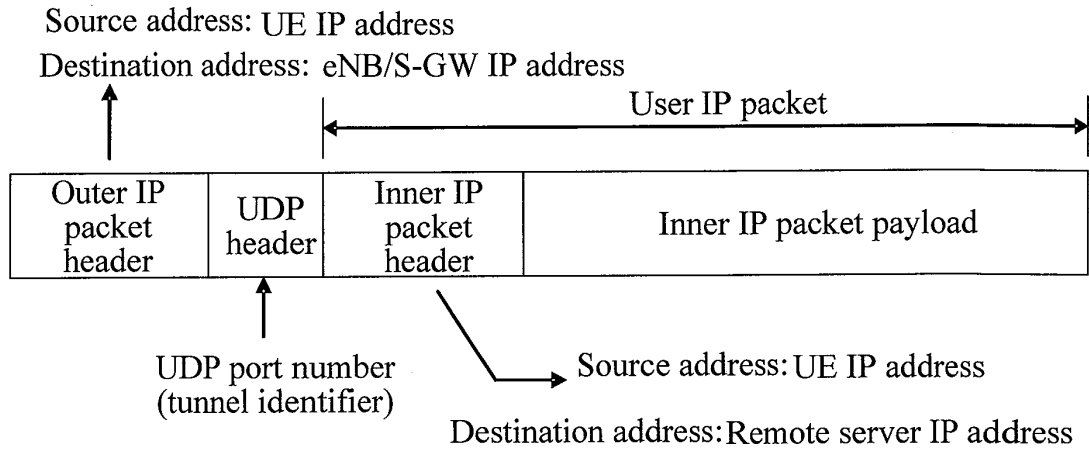 Source address: UE IP address
Destination address: eNB/S-GW IP address
User IP packet
Outer IP
packet
header
UDP
header
Inner IP
packet
header
Inner IP packet payload
UDP port number
(tunnel identifier)
Source address: UE IP address
Destination address: Remote server IP address